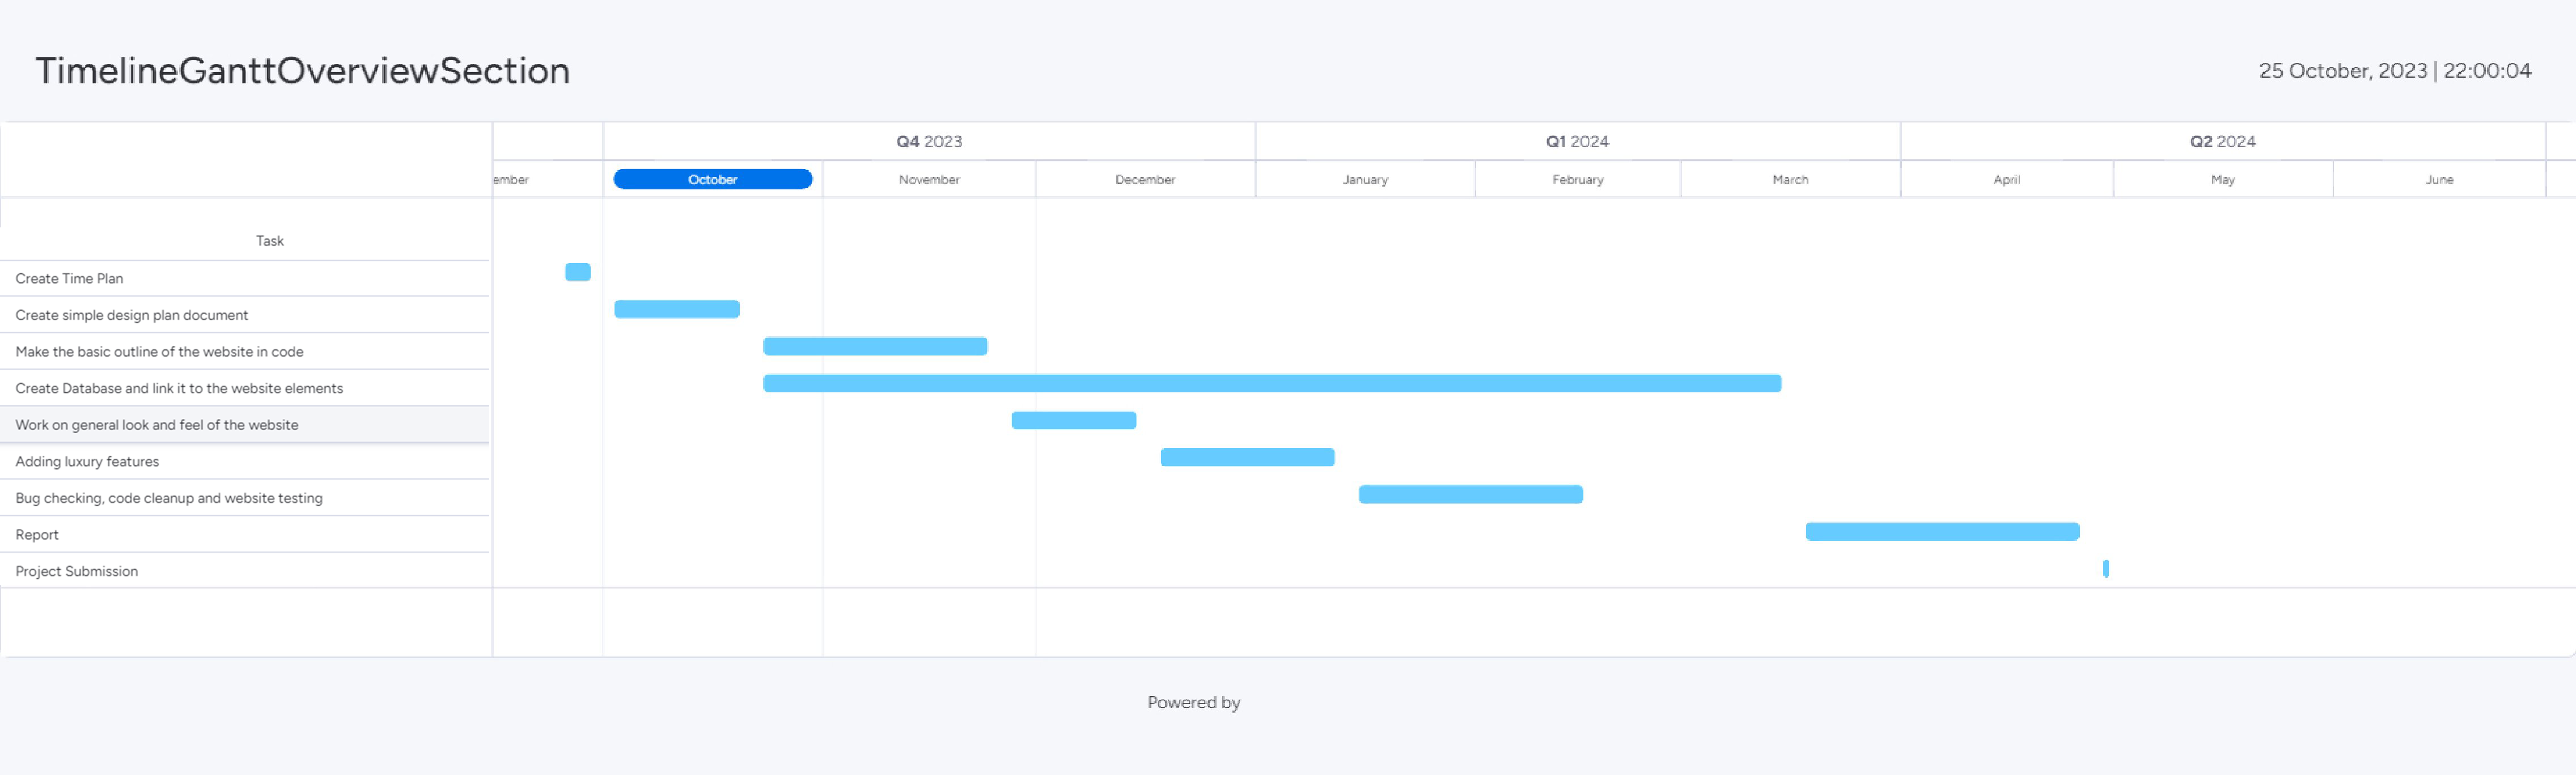 TimelineGanttOverviewSection
25 October, 2023 | 22:00:04
Q4 2023
Q1 2024
Q2 2024
ember
October
November
December
January
February
March
April
May
June
Task
Create Time Plan
Create simple design plan document
Make the basic outline of the website in code
Create Database and link it to the website elements
Work on general look and feel of the website
Adding luxury features
Bug checking, code cleanup and website testing
Report
Project Submission
Powered by